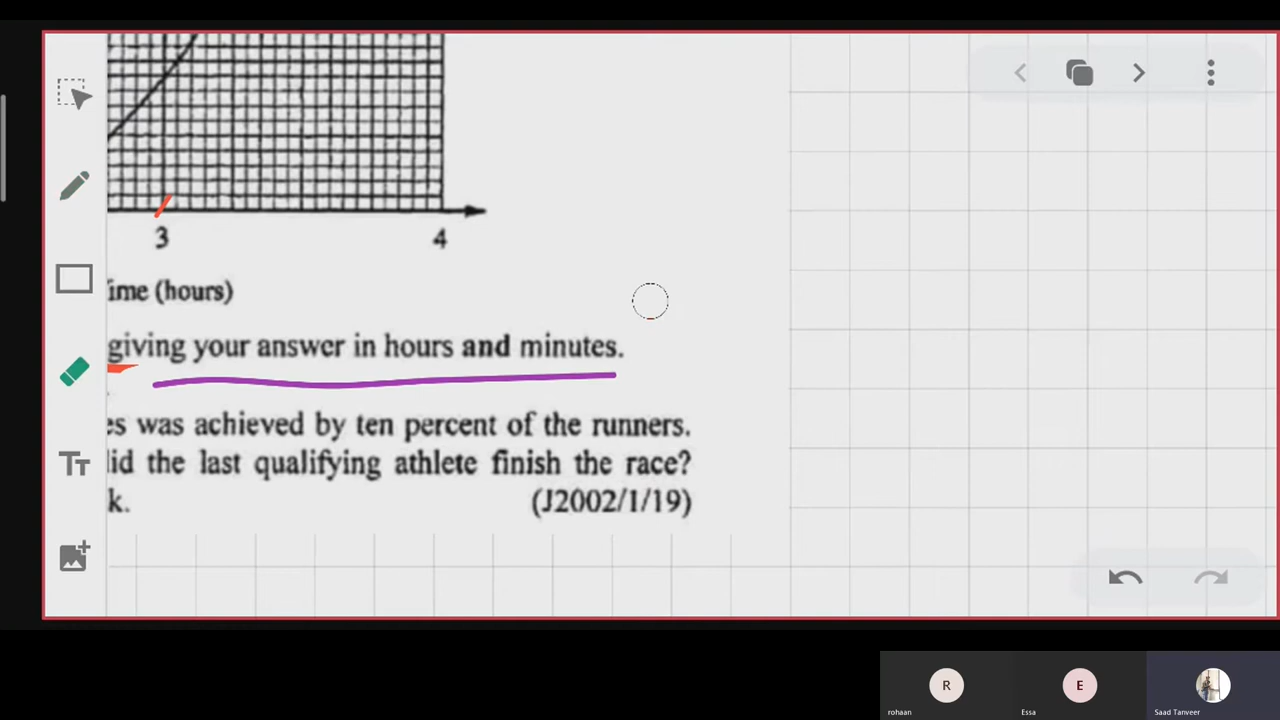 3
4
ime (hours)
giving your answer in hours and minutes.
es was achieved by ten percent of the runners.
lid the last qualifying athlete finish the race?
k.
(J2002/1/19)
TT
R
E
rohaan
Essa
Saad Tanveer